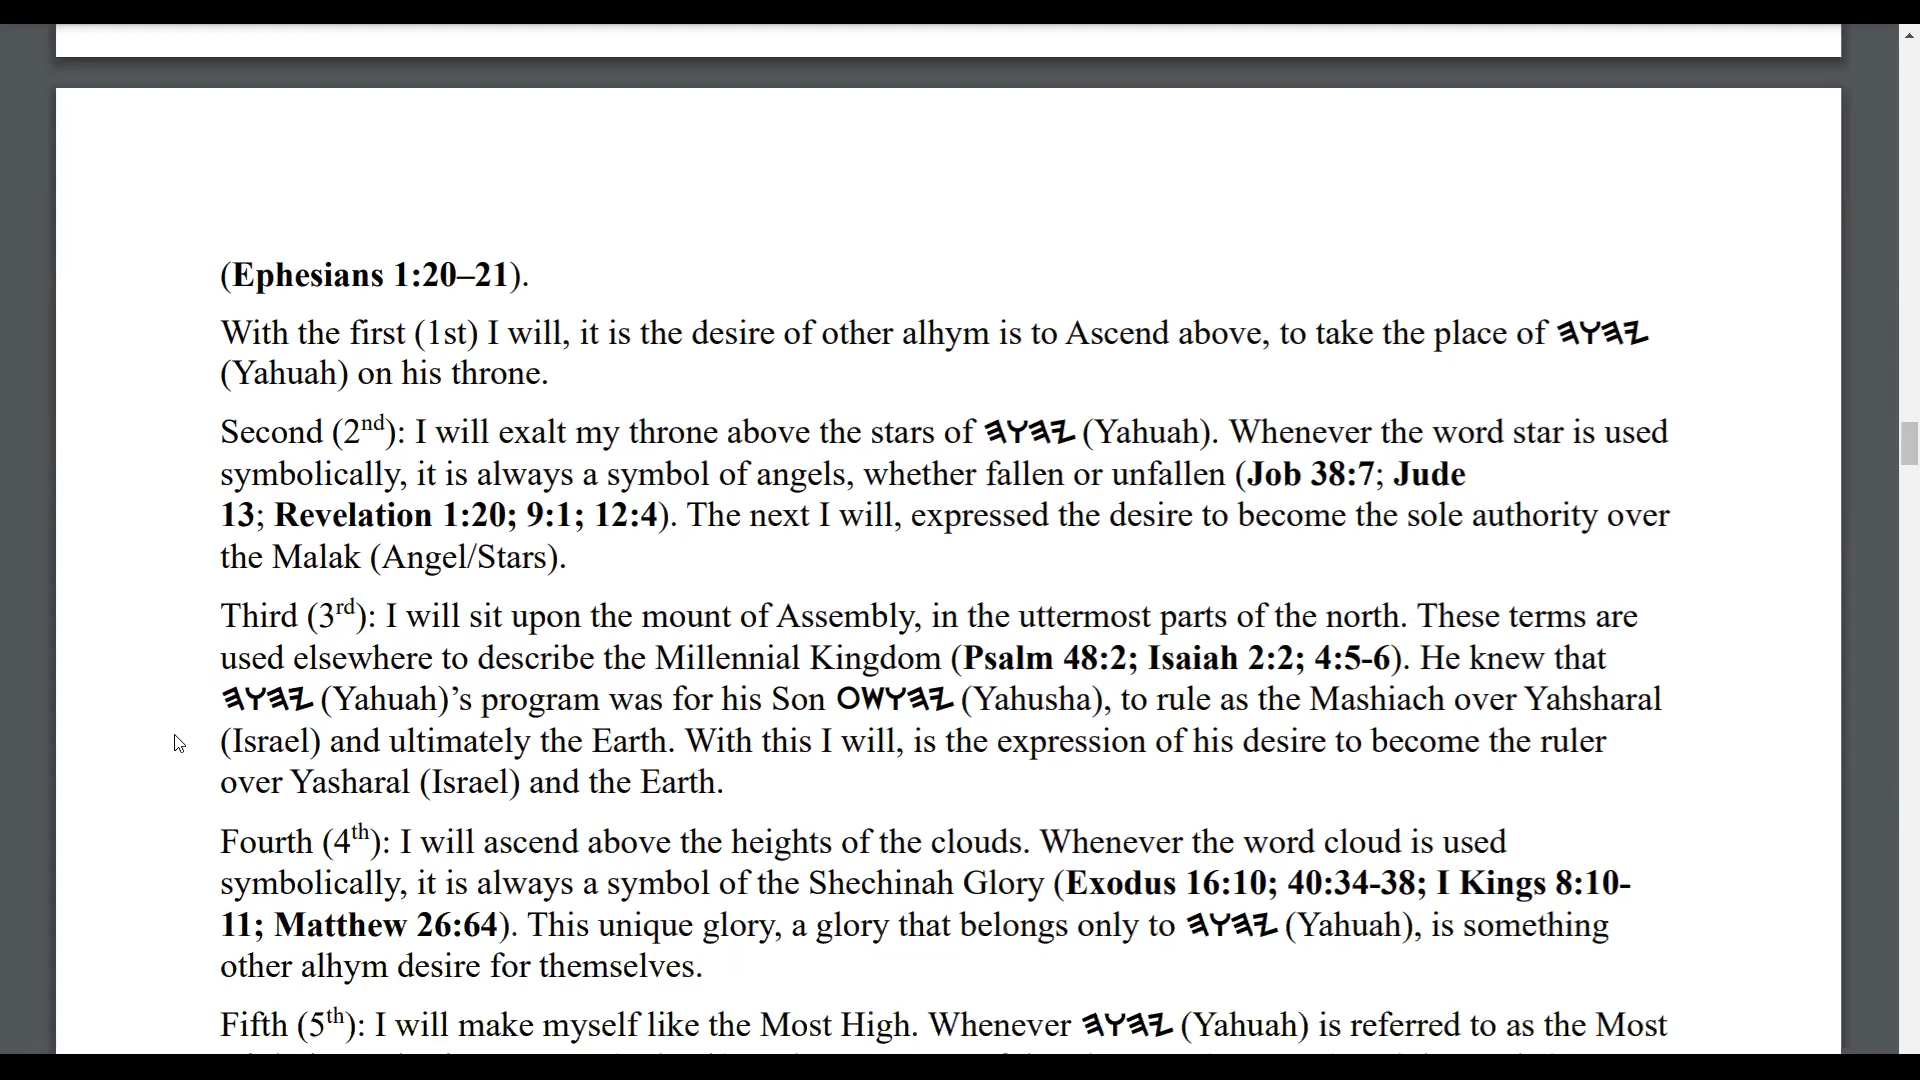 (Ephesians 1:20–21).
With the first (1st) I will, it is the desire of other alhym is to Ascend above, to take the place of 𐤉𐤄𐤅𐤄
(Yahuah) on his throne.
Second (2nd): I will exalt my throne above the stars of 𐤉𐤄𐤅𐤄 (Yahuah). Whenever the word star is used
symbolically, it is always a symbol of angels, whether fallen or unfallen (Job 38:7; Jude
13; Revelation 1:20; 9:1; 12:4). The next I will, expressed the desire to become the sole authority over
the Malak (Angel/Stars).
Third (3rd): I will sit upon the mount of Assembly, in the uttermost parts of the north. These terms are
used elsewhere to describe the Millennial Kingdom (Psalm 48:2; Isaiah 2:2; 4:5-6). He knew that
𐤉𐤄𐤅𐤄 (Yahuah)’s program was for his Son 𐤉𐤄𐤅𐤔𐤏 (Yahusha), to rule as the Mashiach over Yahsharal
(Israel) and ultimately the Earth. With this I will, is the expression of his desire to become the ruler
over Yasharal (Israel) and the Earth.
Fourth (4th): I will ascend above the heights of the clouds. Whenever the word cloud is used
symbolically, it is always a symbol of the Shechinah Glory (Exodus 16:10; 40:34-38; I Kings 8:10-
11; Matthew 26:64). This unique glory, a glory that belongs only to 𐤉𐤄𐤅𐤄 (Yahuah), is something
other alhym desire for themselves.
Fifth (5th): I will make myself like the Most High. Whenever 𐤉𐤄𐤅𐤄 (Yahuah) is referred to as the Most